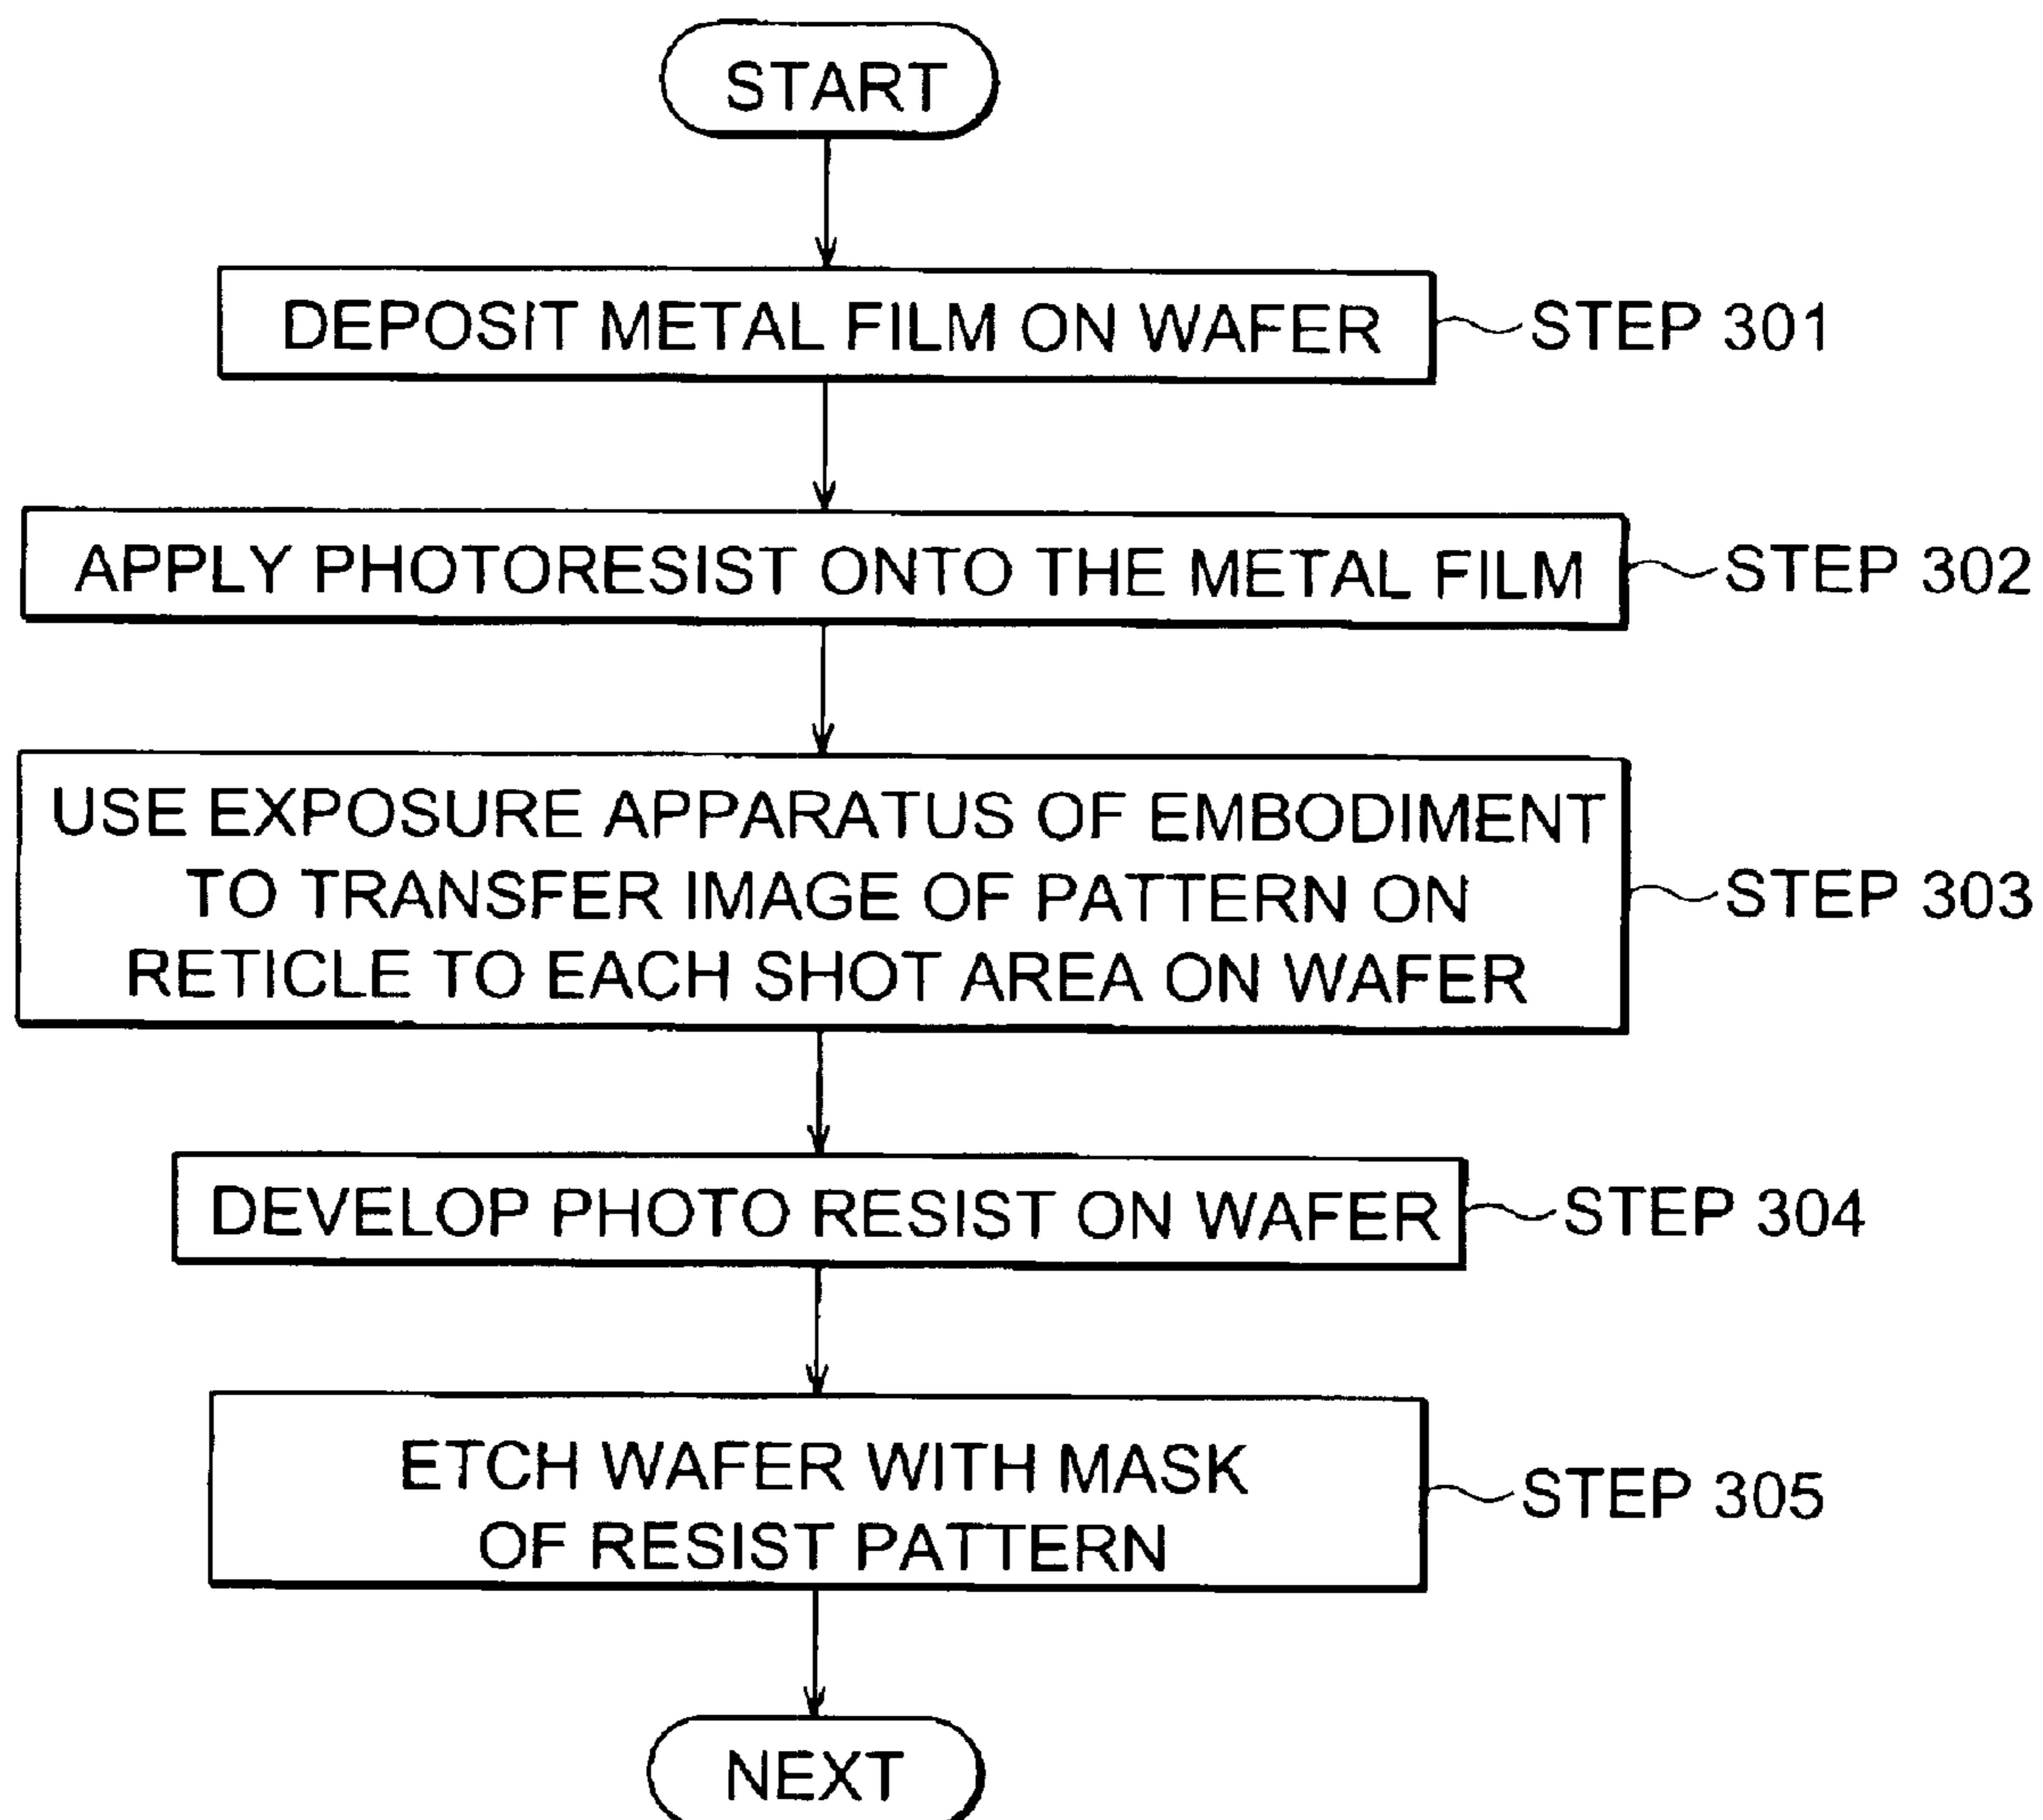 START
DEPOSIT METAL FILM ON WAFER
STEP 301
APPLY PHOTORESIST ONTO THE METAL FILM
STEP 302
USE EXPOSURE APPARATUS OF EMBODIMENT
TO TRANSFER IMAGE OF PATTERN ON
RETICLE TO EACH SHOT AREA ON WAFER
STEP 303
DEVELOP PHOTO RESIST ON WAFER
STEP 304
ETCH WAFER WITH MASK
OF RESIST PATTERN
STEP 305
NEXT